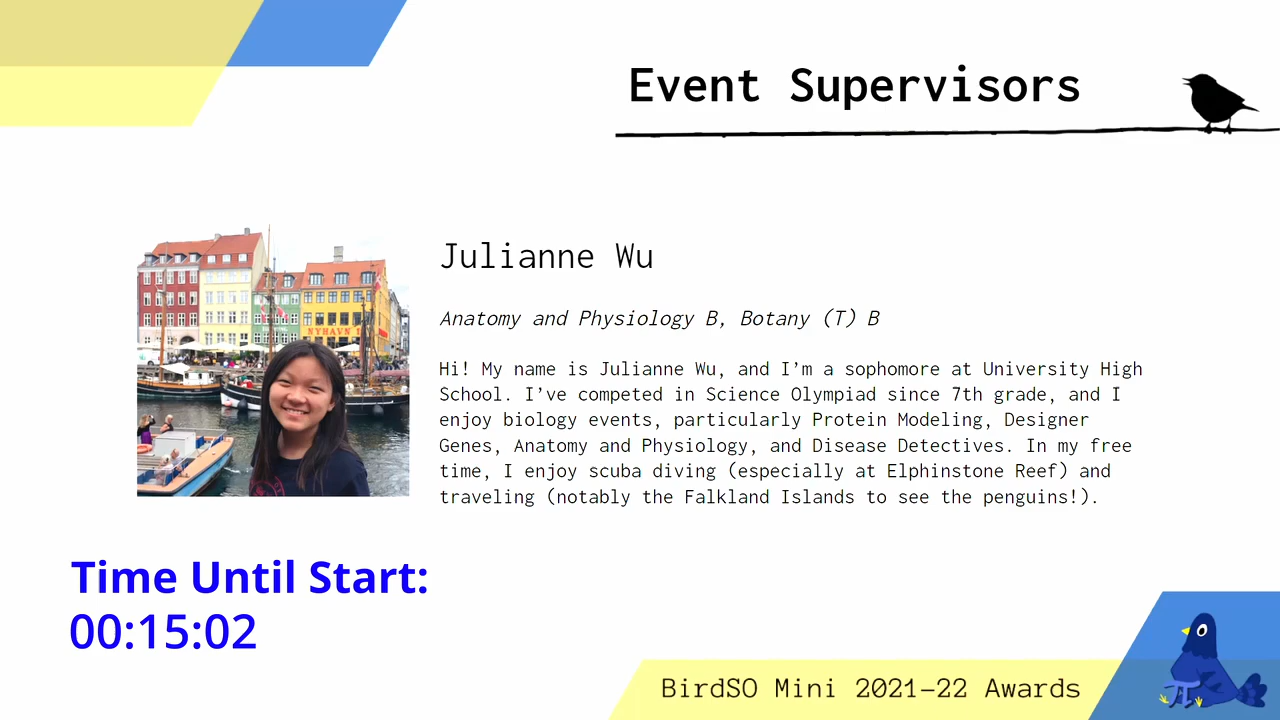 Event Supervisors
Julianne Wu
Anatomy and Physiology B, Botany (T) B
Hi! My name is Julianne Wu, and I'm a sophomore at University High
School. I've competed in Science Olympiad since 7th grade, and I
enjoy biology events, particularly Protein Modeling, Designer
Genes, Anatomy and Physiology, and Disease Detectives. In my free
time, I enjoy scuba diving (especially at Elphinstone Reef) and
traveling (notably the Falkland Islands to see the penguins!).
NYHAVN
Time Until Start:
00:15:02
BirdSO Mini 2021–22 Awards